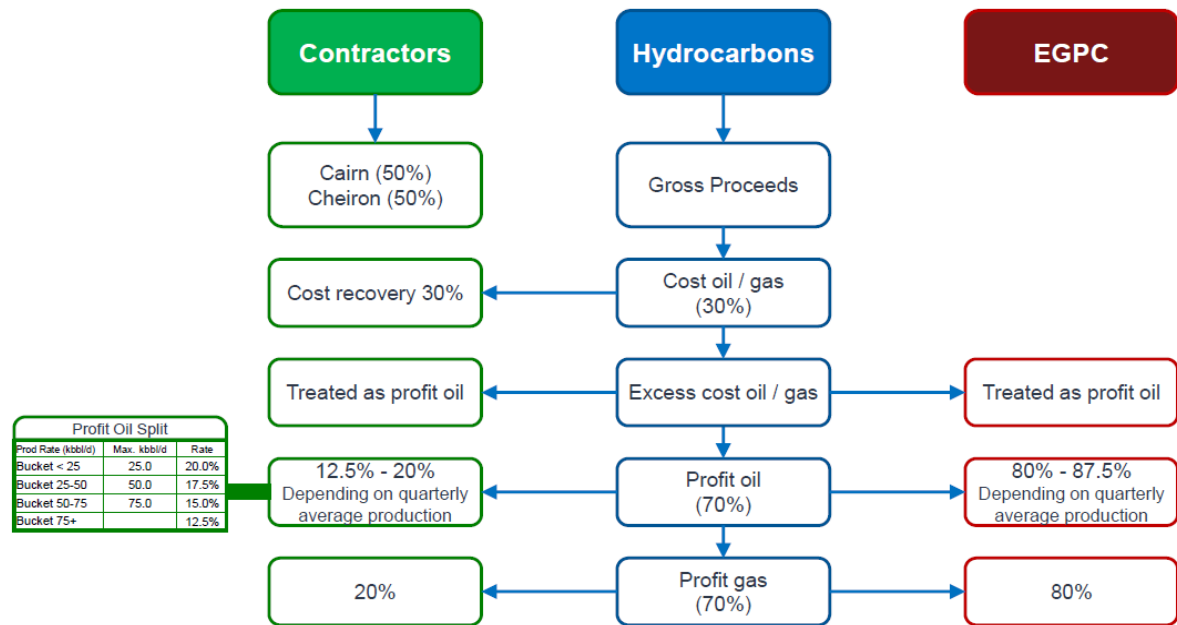 Contractors
Hydrocarbons
EGPC
Cairn (50%)
Cheiron (50%)
Gross Proceeds
Cost recovery 30%
Cost oil / gas
(30%)
Treated as profit oil
Excess cost oil / gas
Treated as profit oil
Profit Oil Split
Prod Rate (kbbl/d) Max. kbbl/d Rate
Bucket < 25 25.0 20.0%
Bucket 25-50 50.0 17.5%
Bucket 50-75 75.0 15.0%
Bucket 75+ 12.5%
12.5% - 20%
Depending on quarterly
average production
Profit oil
(70%)
80% - 87.5%
Depending on quarterly
average production
20%
Profit gas
(70%)
80%